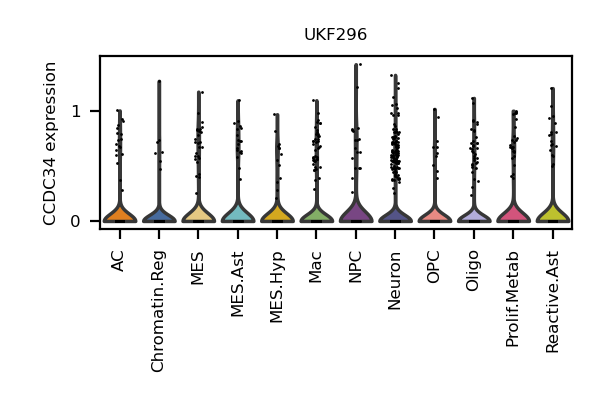 UKF296
CCDC34 expression
1
0
AC
Chromatin.Reg
MES
MES.Ast
MES.Hyp
Mac
NPC
Neuron
OPC
Oligo
Prolif.Metab
Reactive.Ast